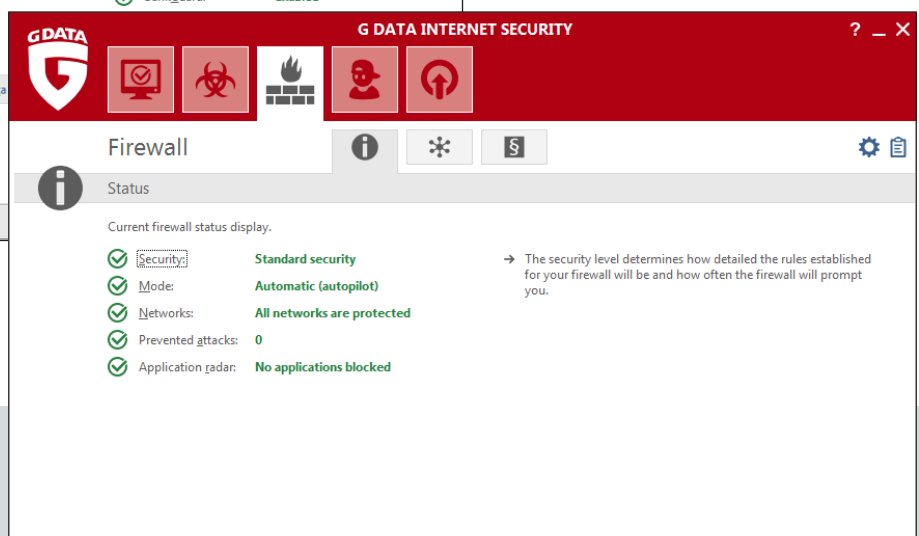 G DATA
G DATA INTERNET SECURITY
? _ X
Firewall
§
Status
Current firewall status display.
Security: Standard security
Mode: Automatic (autopilot)
Networks: All networks are protected
Prevented attacks: 0
Application radar: No applications blocked
→ The security level determines how detailed the rules established
for your firewall will be and how often the firewall will prompt
you.